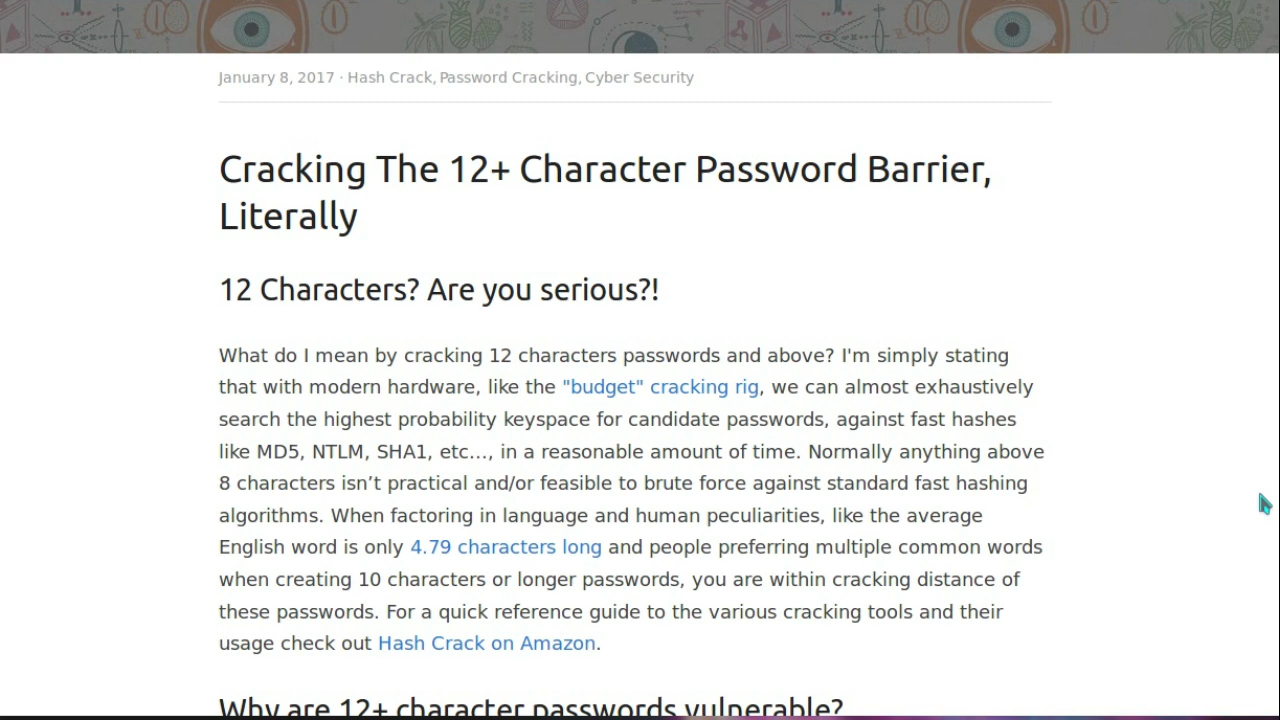 January 8, 2017 · Hash Crack, Password Cracking, Cyber Security
Cracking The 12+ Character Password Barrier,
Literally
12 Characters? Are you serious?!
What do I mean by cracking 12 characters passwords and above? I'm simply stating
that with modern hardware, like the "budget" cracking rig, we can almost exhaustively
search the highest probability keyspace for candidate passwords, against fast hashes
like MD5, NTLM, SHA1, etc..., in a reasonable amount of time. Normally anything above
8 characters isn’t practical and/or feasible to brute force against standard fast hashing
algorithms. When factoring in language and human peculiarities, like the average
English word is only 4.79 characters long and people preferring multiple common words
when creating 10 characters or longer passwords, you are within cracking distance of
these passwords. For a quick reference guide to the various cracking tools and their
usage check out Hash Crack on Amazon.
Why are 12+ character passwords vulnerable?